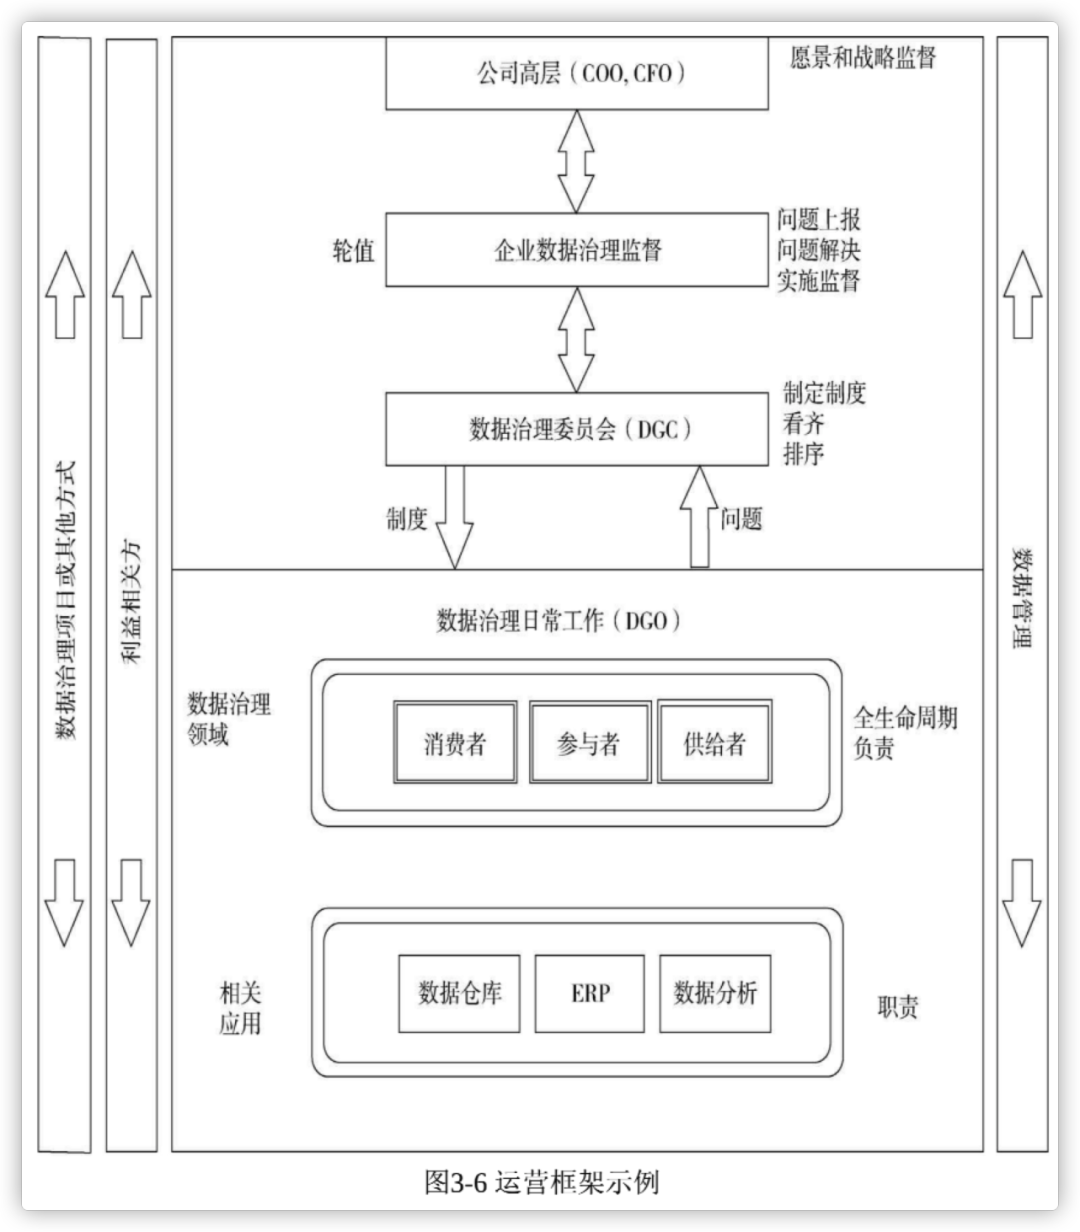 公司高层（COO, CFO）
愿景和战略监督
轮值
企业数据治理监督
问题上报
问题解决
实施监督
数据治理委员会（DGC）
制定制度
看齐
排序
制度
问题
数据治理项目或其他方式
利益相关方
数据管理
数据治理日常工作（DGO）
数据治理
领域
消费者
参与者
供给者
全生命周期
负责
相关
应用
数据仓库
ERP
数据分析
职责
图3-6 运营框架示例